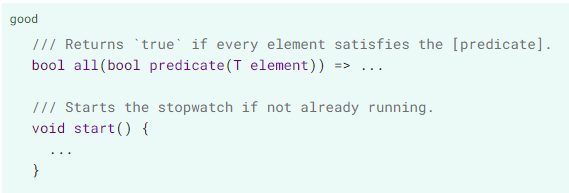 good
/// Returns `true` if every element satisfies the [predicate].
bool all(bool predicate(T element)) => ...
/// Starts the stopwatch if not already running.
void start() {
...
}